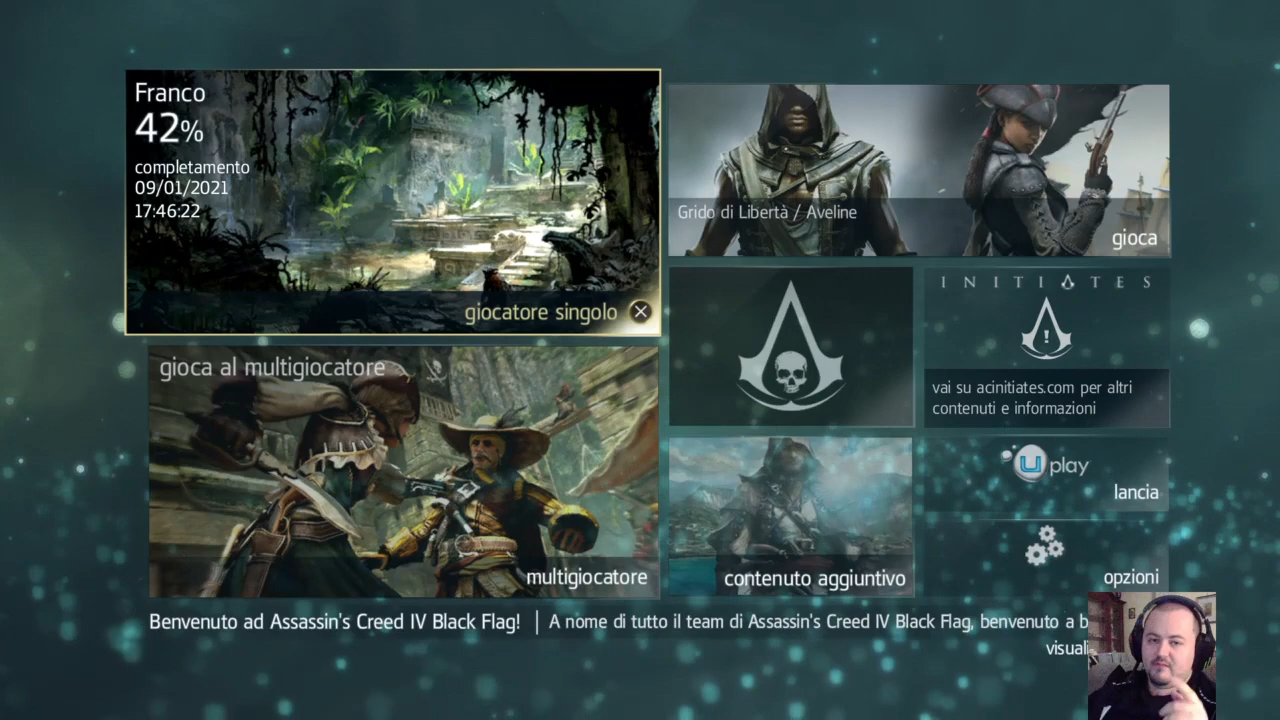 Franco
42%
completamento
09/01/2021
17:46:22
giocatore singolo
Grido di Libertà / Aveline
gioca
INITIATES
vai su acinitiates.com per altri
contenuti e informazioni
gioca al multigiocatore
multigiocatore
contenuto aggiuntivo
U play
lancia
opzioni
Benvenuto ad Assassin's Creed IV Black Flag! | A nome di tutto il team di Assassin's Creed IV Black Flag, benvenuto a b
visuali